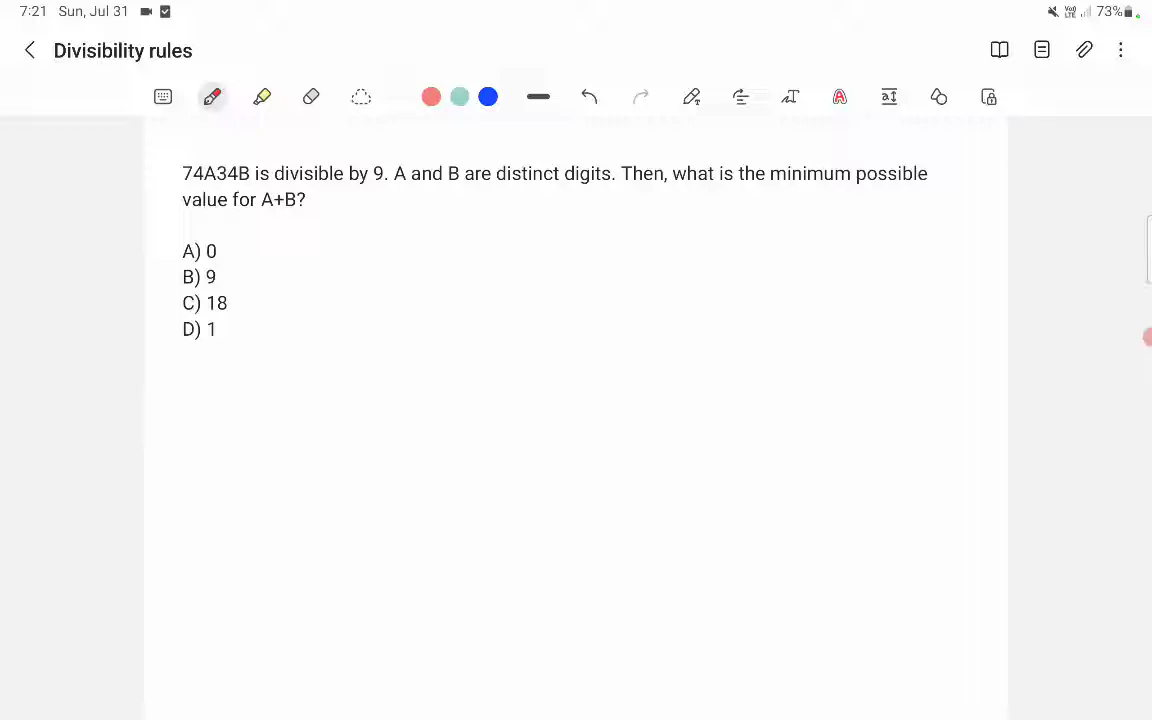 7:21 Sun, Jul 31 73%
Divisibility rules
74A34B is divisible by 9. A and B are distinct digits. Then, what is the minimum possible
value for A+B?
A) 0
B) 9
C) 18
D) 1